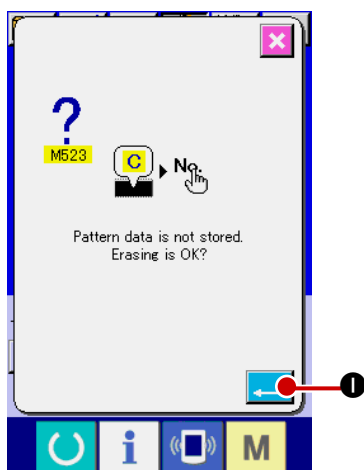 ?
M523
C
No.
Pattern data is not stored.
Erasing is OK?
i
M